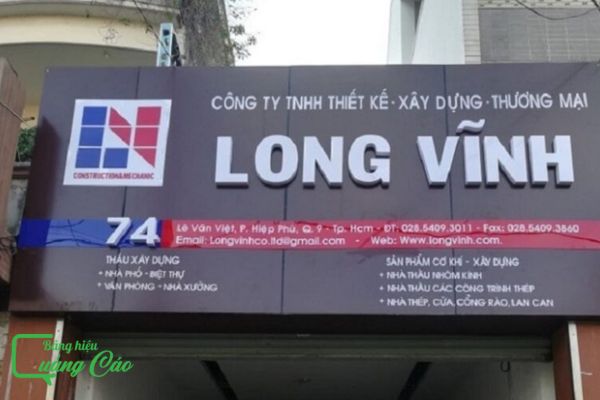 CÔNG TY TNHH THIẾT KẾ - XÂY DỰNG - THƯƠNG MẠI
CONSTRUCTION&MECHANIC
LONG VĨNH
74
Lê Văn Việt, P. Hiệp Phú, Q. 9 - Tp. Hcm - ĐT: 028.5409.3011 - Fax: 028.5409.3860
Email: Longvinhco.ltd@gmail.com - Web: Www.longvinh.com.
THẦU XÂY DỰNG
+ NHÀ PHỐ - BIỆT THỰ
+ VĂN PHÒNG - NHÀ XƯỞNG
SẢN PHẨM CƠ KHÍ - XÂY DỰNG
+ NHÀ THẦU NHÔM KÍNH
+ NHÀ THẦU CÁC CÔNG TRÌNH THÉP
+ NHÀ THÉP, CỬA, CỔNG RÀO, LAN CAN
Bảng hiệu
Quảng Cáo